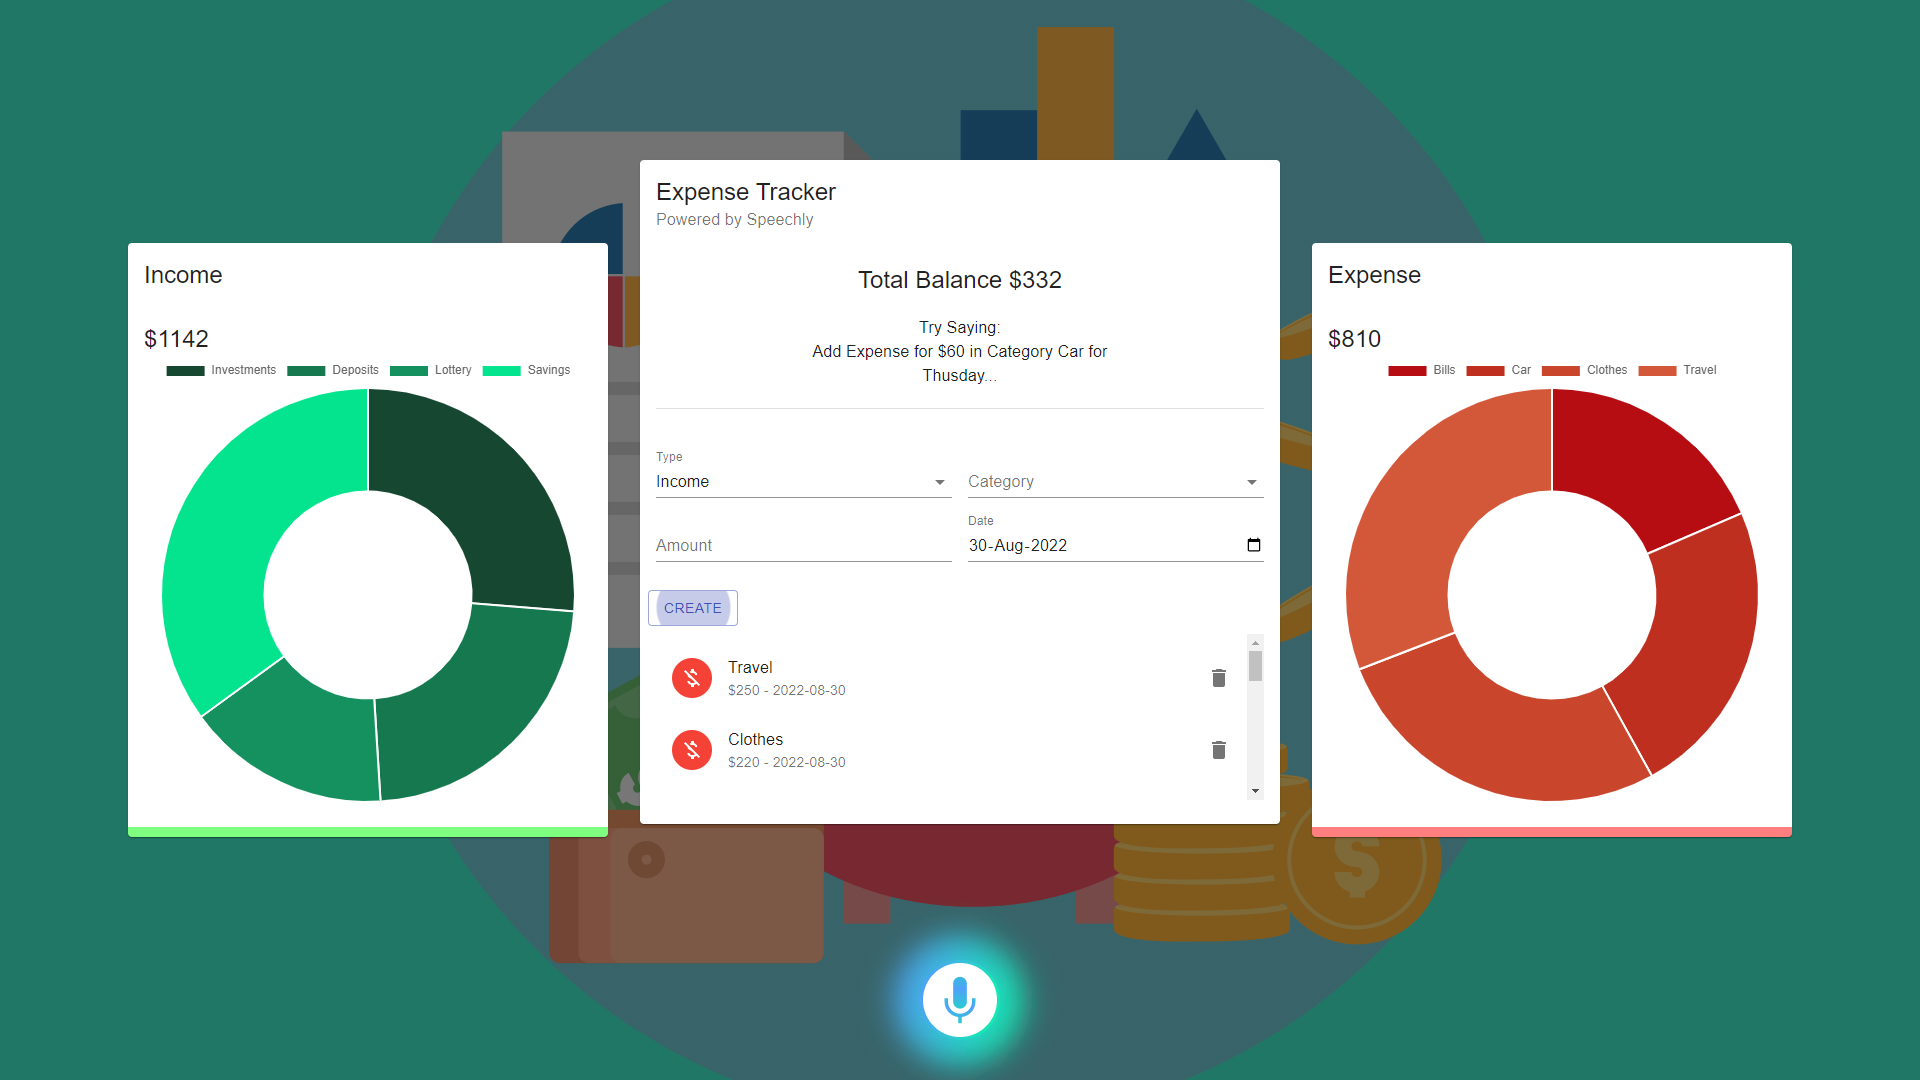 Income
$1142
Investments Deposits Lottery Savings
Expense Tracker
Powered by Speechly
Total Balance $332
Try Saying:
Add Expense for $60 in Category Car for
Thusday...
Type
Income
Category
Amount
Date
30-Aug-2022
CREATE
Travel
$250 - 2022-08-30
Clothes
$220 - 2022-08-30
Expense
$810
Bills Car Clothes Travel
$